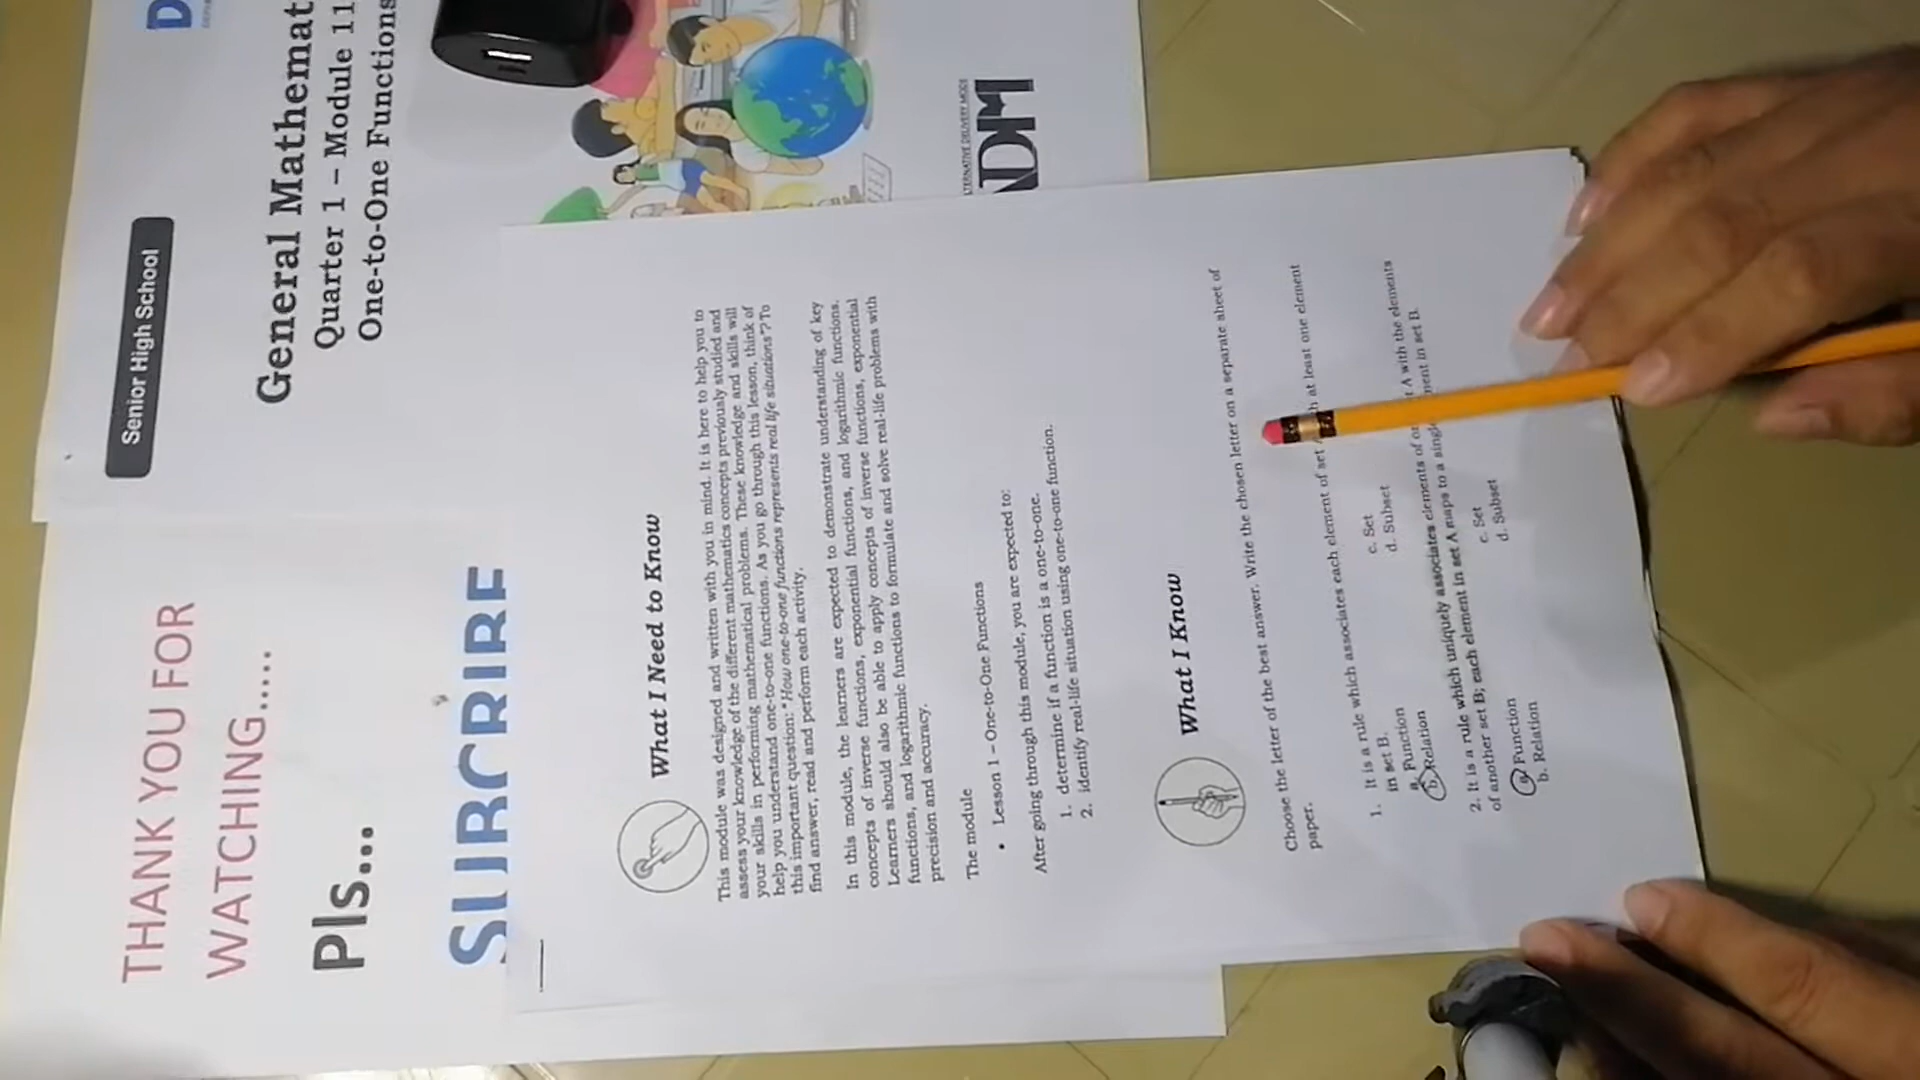 THANK YOU FOR
WATCHING....
Pls...
SUBCRIBE
Senior High School
D
General Mathemat
Quarter 1 – Module 11
One-to-One Functions
ALTERNATIVE DELIVERY MODE
ADM
What I Need to Know
This module was designed and written with you in mind. It is here to help you to
assess your knowledge of the different mathematics concepts previously studied and
your skills in performing mathematical problems. These knowledge and skills will
help you understand one-to-one functions. As you go through this lesson, think of
this important question: "How one-to-one functions represents real life situations"? To
find answer, read and perform each activity.
In this module, the learners are expected to demonstrate understanding of key
concepts of inverse functions, exponential functions, and logarithmic functions.
Learners should also be able to apply concepts of inverse functions, exponential
functions, and logarithmic functions to formulate and solve real-life problems with
precision and accuracy.
The module
• Lesson 1 – One-to-One Functions
After going through this module, you are expected to:
1. determine if a function is a one-to-one.
2. identify real-life situation using one-to-one function.
What I Know
Choose the letter of the best answer. Write the chosen letter on a separate sheet of
paper.
1. It is a rule which associates each element of set at least one element
in set B.
a. Function c. Set
b. Relation d. Subset
2. It is a rule which uniquely associates elements of A with the elements
of another set B; each element in set A maps to a in set B.
a. Function c. Set
b. Relation d. Subset